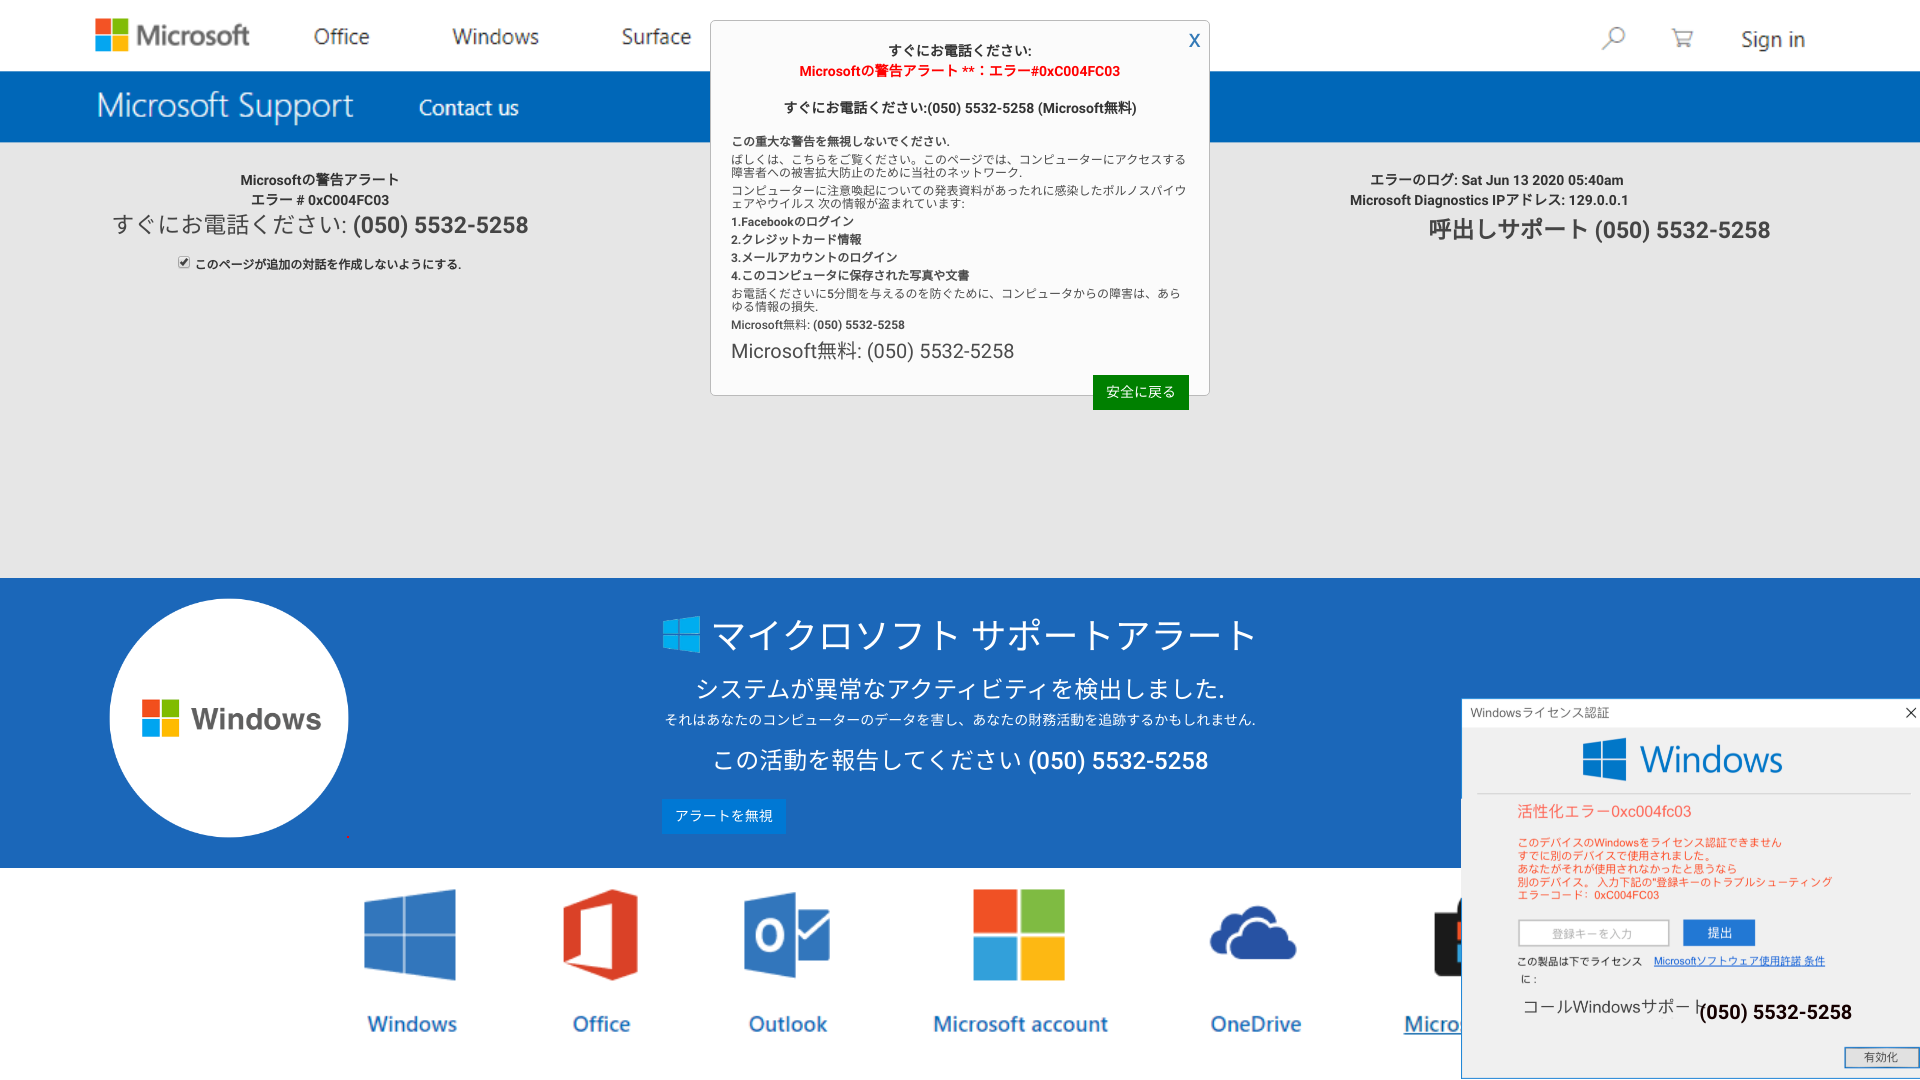 Microsoft
Office
Windows
Surface
Sign in
Microsoft Support
Contact us
X
すぐにお電話ください:
Microsoftの警告アラート **：エラー#0xC004FC03
すぐにお電話ください:(050) 5532-5258 (Microsoft無料)
この重大な警告を無視しないでください.
ばしくは、こちらをご覧ください。このページでは、コンピューターにアクセスする
障害者への被害拡大防止のために当社のネットワーク.
コンピューターに注意喚起についての発表資料があったれに感染したポルノスパイウ
ェアやウイルス 次の情報が盗まれています:
1.Facebookのログイン
2.クレジットカード情報
3.メールアカウントのログイン
4.このコンピュータに保存された写真や文書
お電話くださいに5分間を与えるのを防ぐために、コンピュータからの障害は、あら
ゆる情報の損失.
Microsoft無料: (050) 5532-5258
Microsoft無料: (050) 5532-5258
安全に戻る
Microsoftの警告アラート
エラー # 0xC004FC03
すぐにお電話ください: (050) 5532-5258
このページが追加の対話を作成しないようにする.
エラーのログ: Sat Jun 13 2020 05:40am
Microsoft Diagnostics IPアドレス: 129.0.0.1
呼出しサポート (050) 5532-5258
Windows
マイクロソフト サポートアラート
システムが異常なアクティビティを検出しました.
それはあなたのコンピューターのデータを害し、あなたの財務活動を追跡するかもしれません.
この活動を報告してください (050) 5532-5258
アラートを無視
Windows
Office
Outlook
Microsoft account
OneDrive
Micro
Windowsライセンス認証
Windows
活性化エラー0xc004fc03
このデバイスのWindowsをライセンス認証できません
すでに別のデバイスで使用されました。
あなたがそれが使用されなかったと思うなら
別のデバイス。 入力下記の"登録キーのトラブルシューティング
エラーコード： 0xC004FC03
登録キーを入力
提出
この製品は下でライセンス Microsoftソフトウェア使用許諾 条件
に :
コールWindowsサポート (050) 5532-5258
有効化